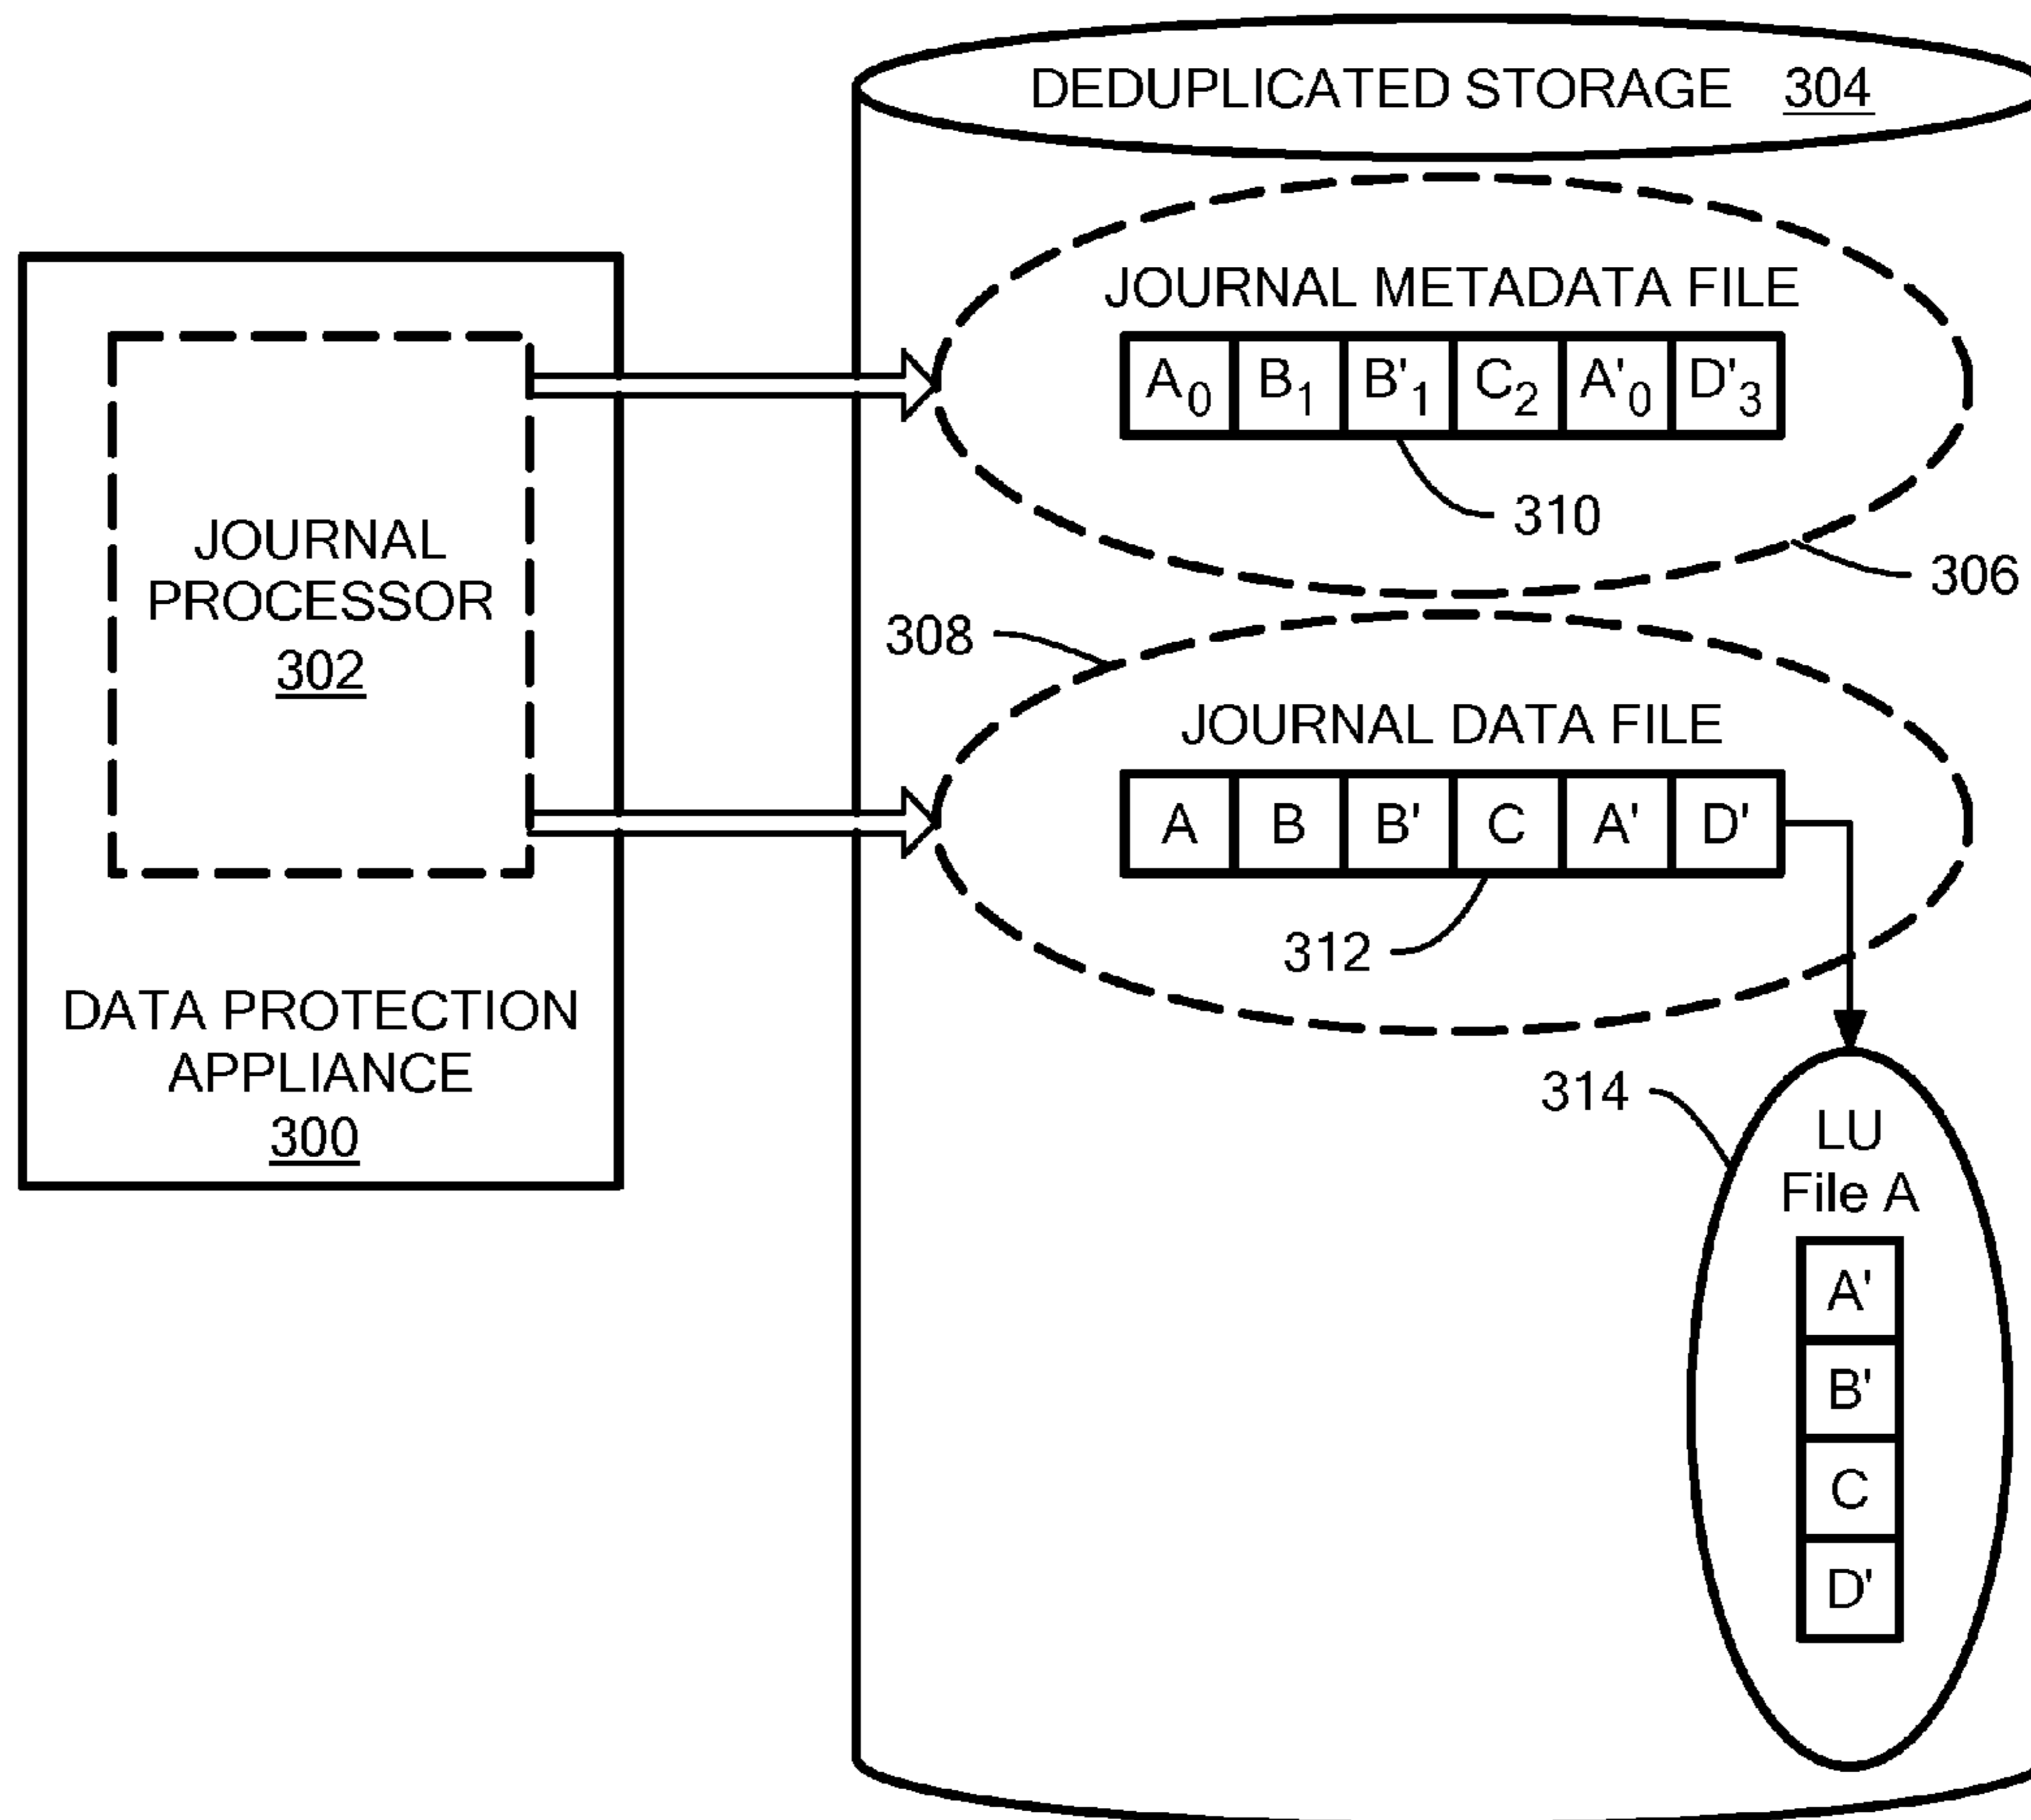 DEDUPLICATED STORAGE 304
JOURNAL METADATA FILE
A₀ B₁ B'₁ C₂ A'₀ D'₃
310
306
JOURNAL
PROCESSOR
302
308
JOURNAL DATA FILE
A B B' C A' D'
312
DATA PROTECTION
APPLIANCE
300
314
LU
File A
A'
B'
C
D'